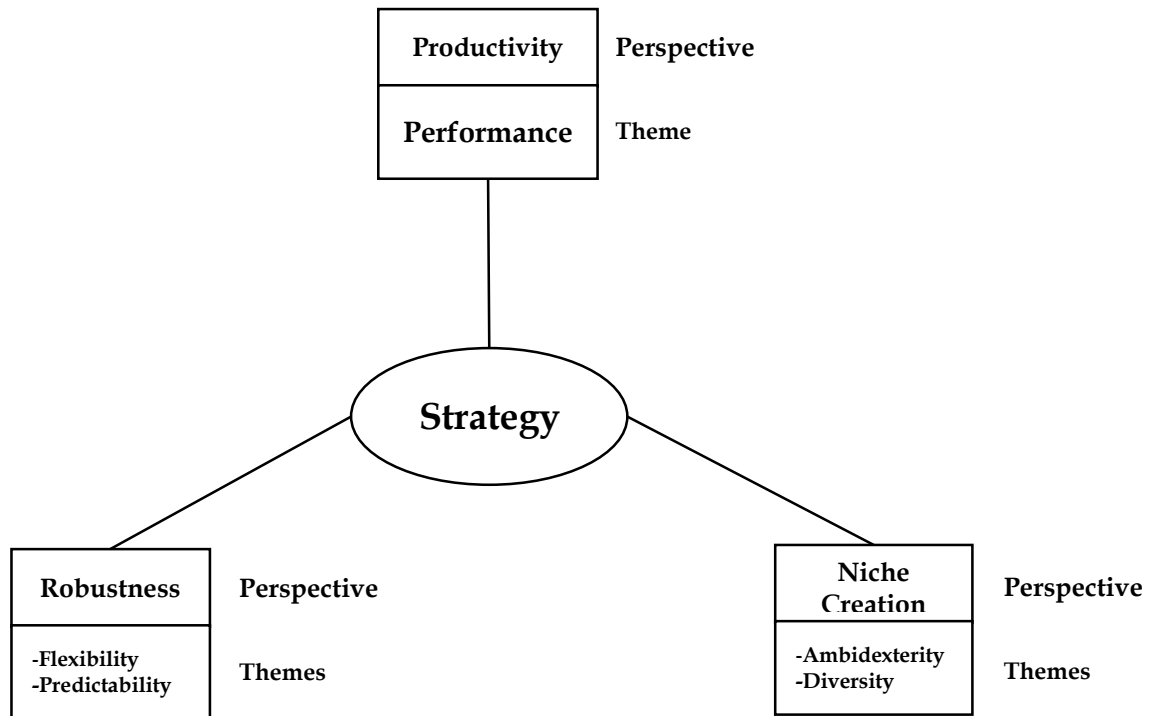 Productivity
Perspective
Performance
Theme
Strategy
Robustness
Perspective
-Flexibility
-Predictability
Themes
Niche
Creation
Perspective
-Ambidexterity
-Diversity
Themes